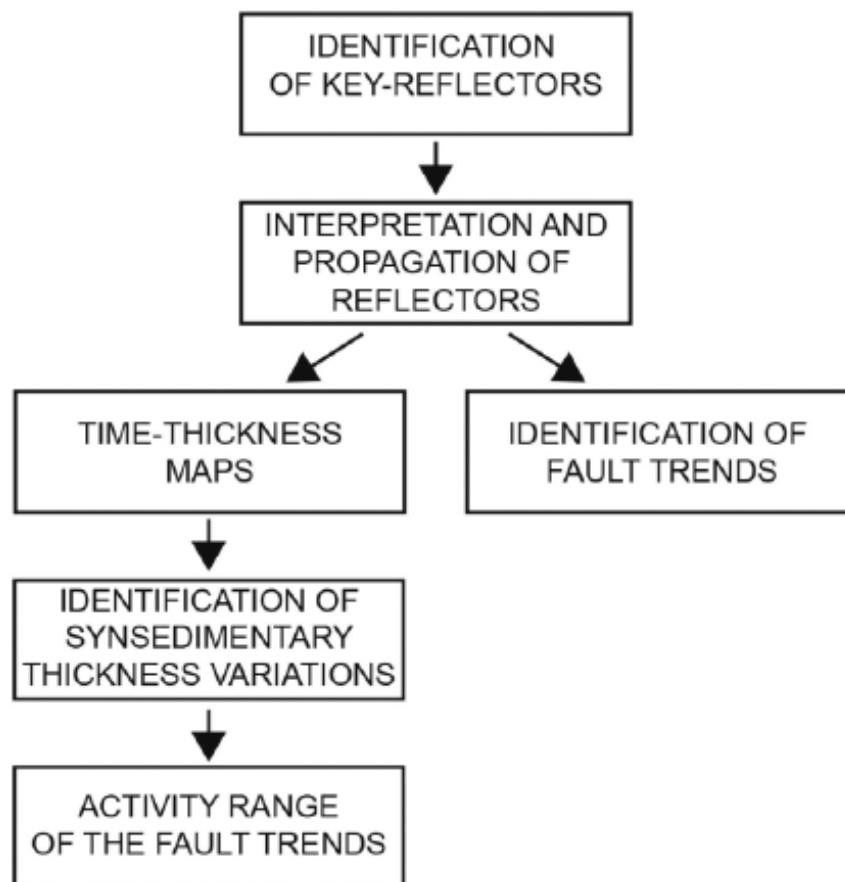 IDENTIFICATION
OF KEY-REFLECTORS
INTERPRETATION AND
PROPAGATION OF
REFLECTORS
TIME-THICKNESS
MAPS
IDENTIFICATION OF
FAULT TRENDS
IDENTIFICATION OF
SYNSEDIMENTARY
THICKNESS VARIATIONS
ACTIVITY RANGE
OF THE FAULT TRENDS